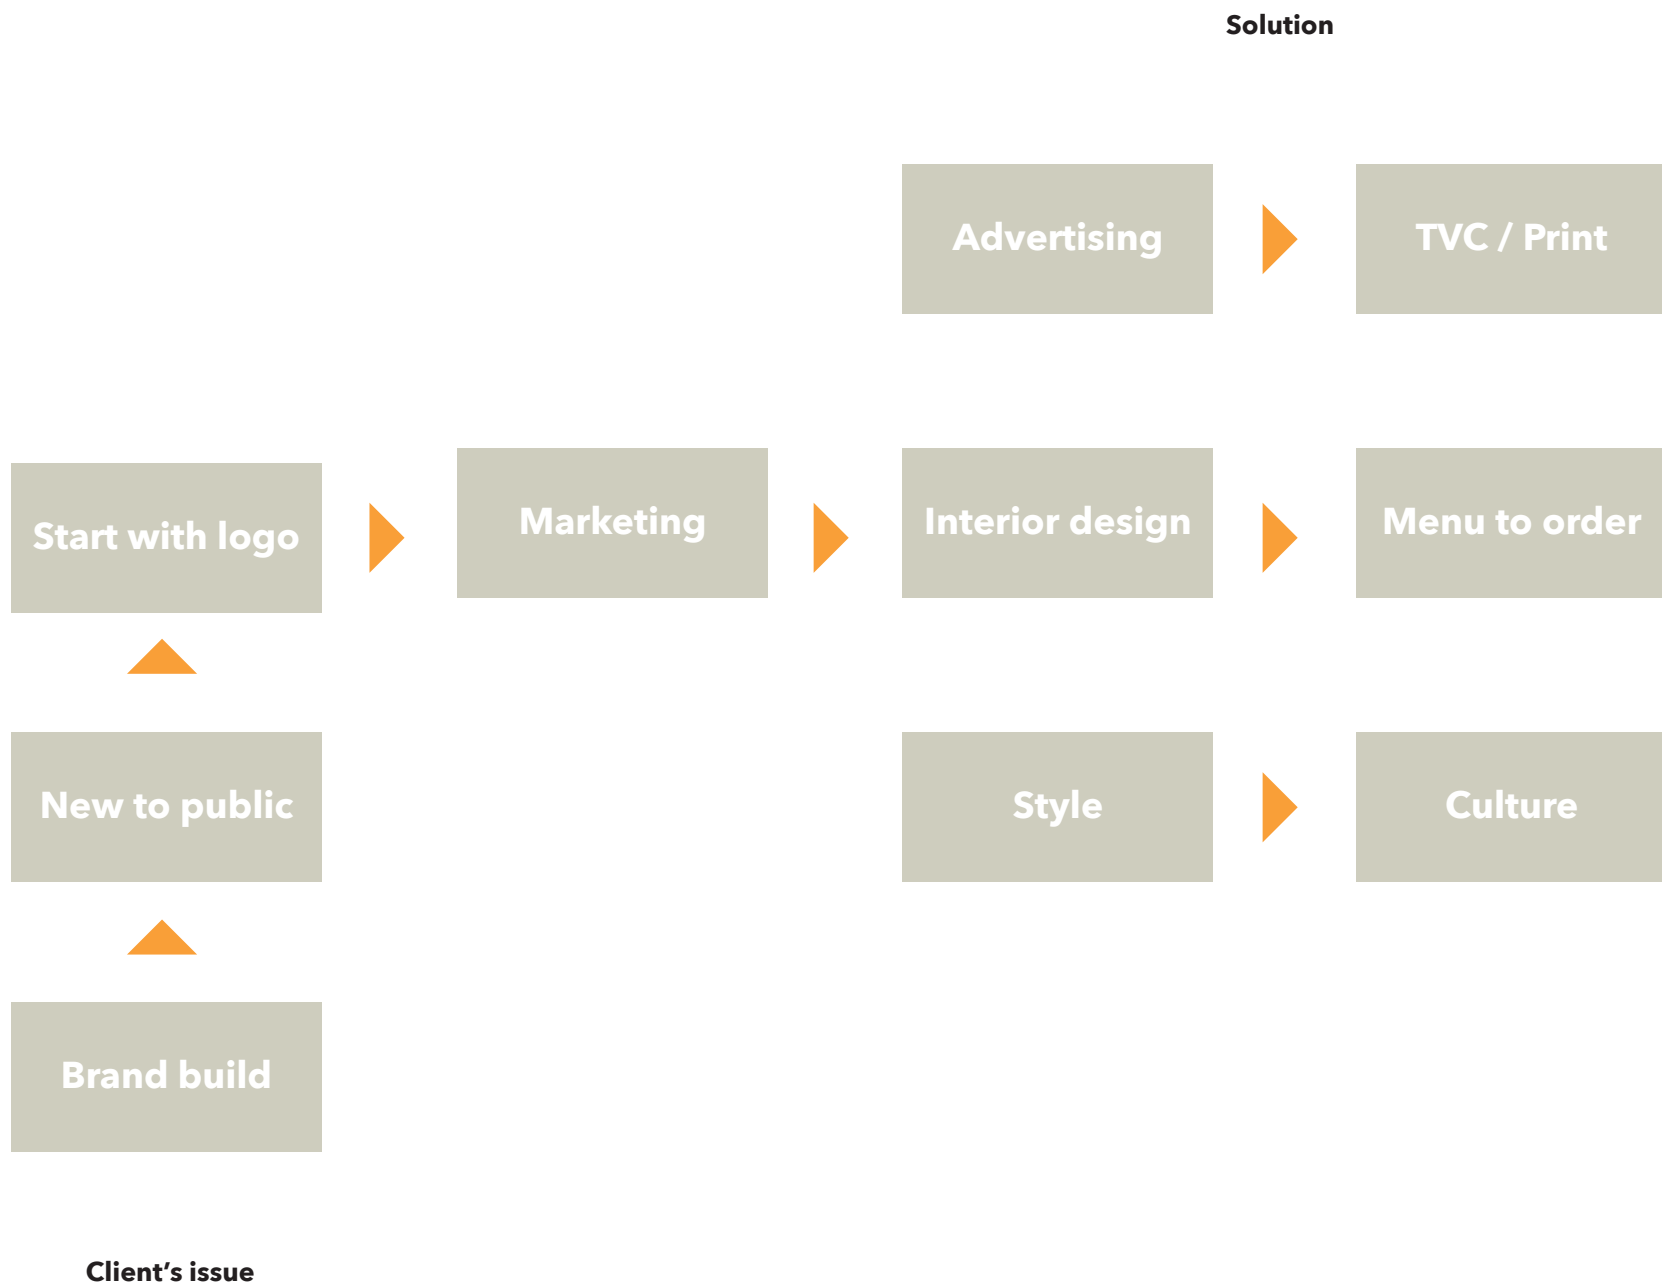 Solution
Advertising
TVC / Print
Start with logo
Marketing
Interior design
Menu to order
New to public
Style
Culture
Brand build
Client’s issue